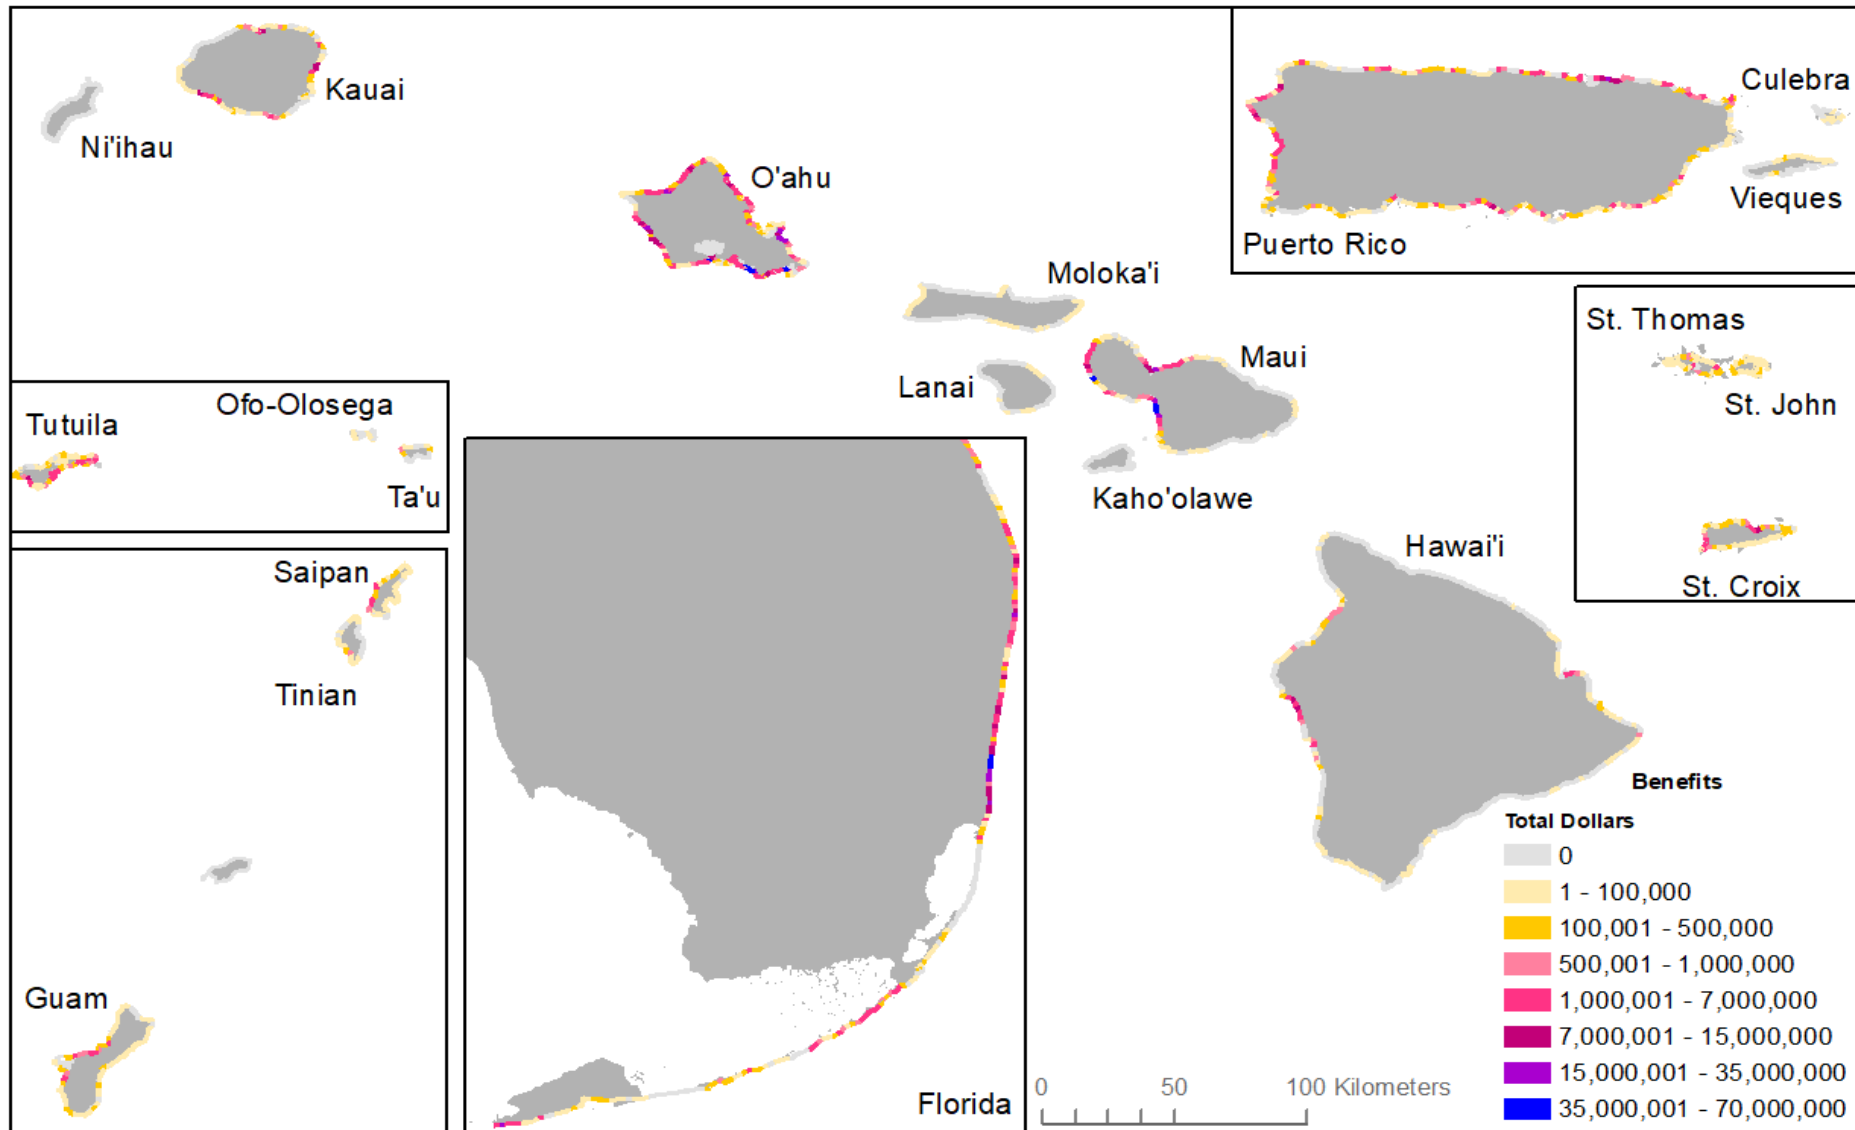 Kauai
Ni'ihau
O'ahu
Moloka'i
Lanai
Maui
Kaho'olawe
Hawai'i
Culebra
Vieques
Puerto Rico
St. Thomas
St. John
St. Croix
Tutuila
Ofo-Olosega
Ta'u
Saipan
Tinian
Guam
Florida
Benefits
Total Dollars
0
1 - 100,000
100,001 - 500,000
500,001 - 1,000,000
1,000,001 - 7,000,000
7,000,001 - 15,000,000
15,000,001 - 35,000,000
35,000,001 - 70,000,000
0 50 100 Kilometers